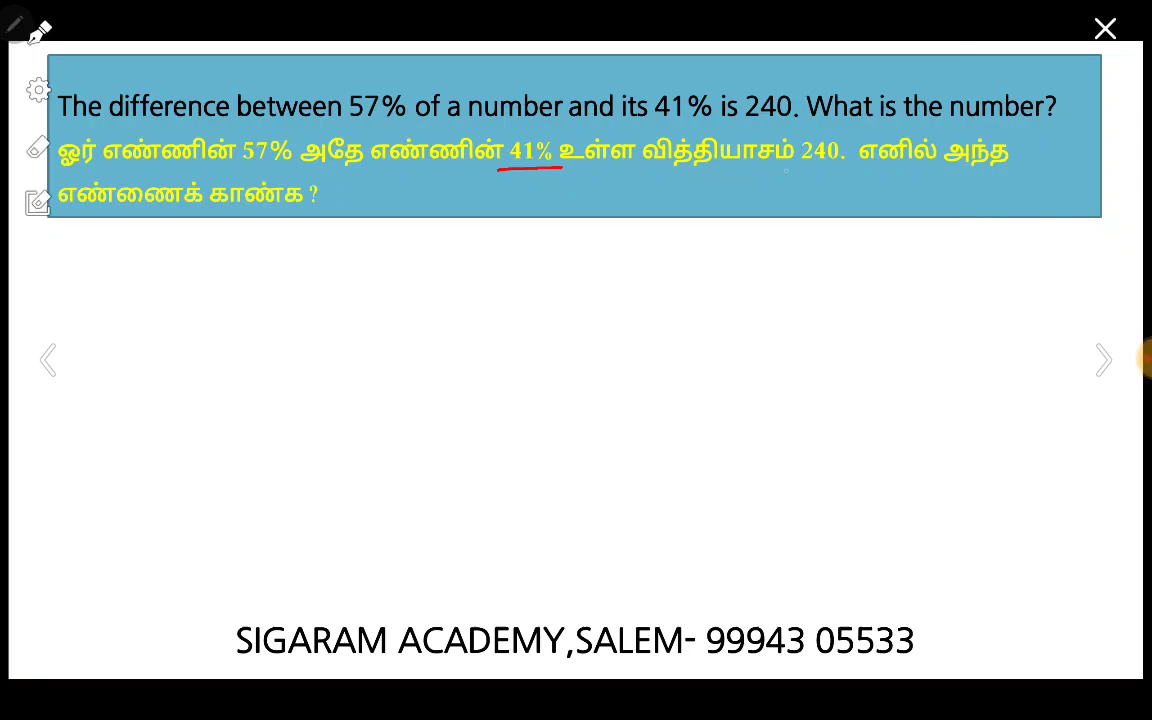 The difference between 57% of a number and its 41% is 240. What is the number?
ஓர் எண்ணின் 57% அதே எண்ணின் 41% உள்ள வித்தியாசம் 240. எனில் அந்த
எண்ணைக் காண்க ?
SIGARAM ACADEMY,SALEM- 99943 05533